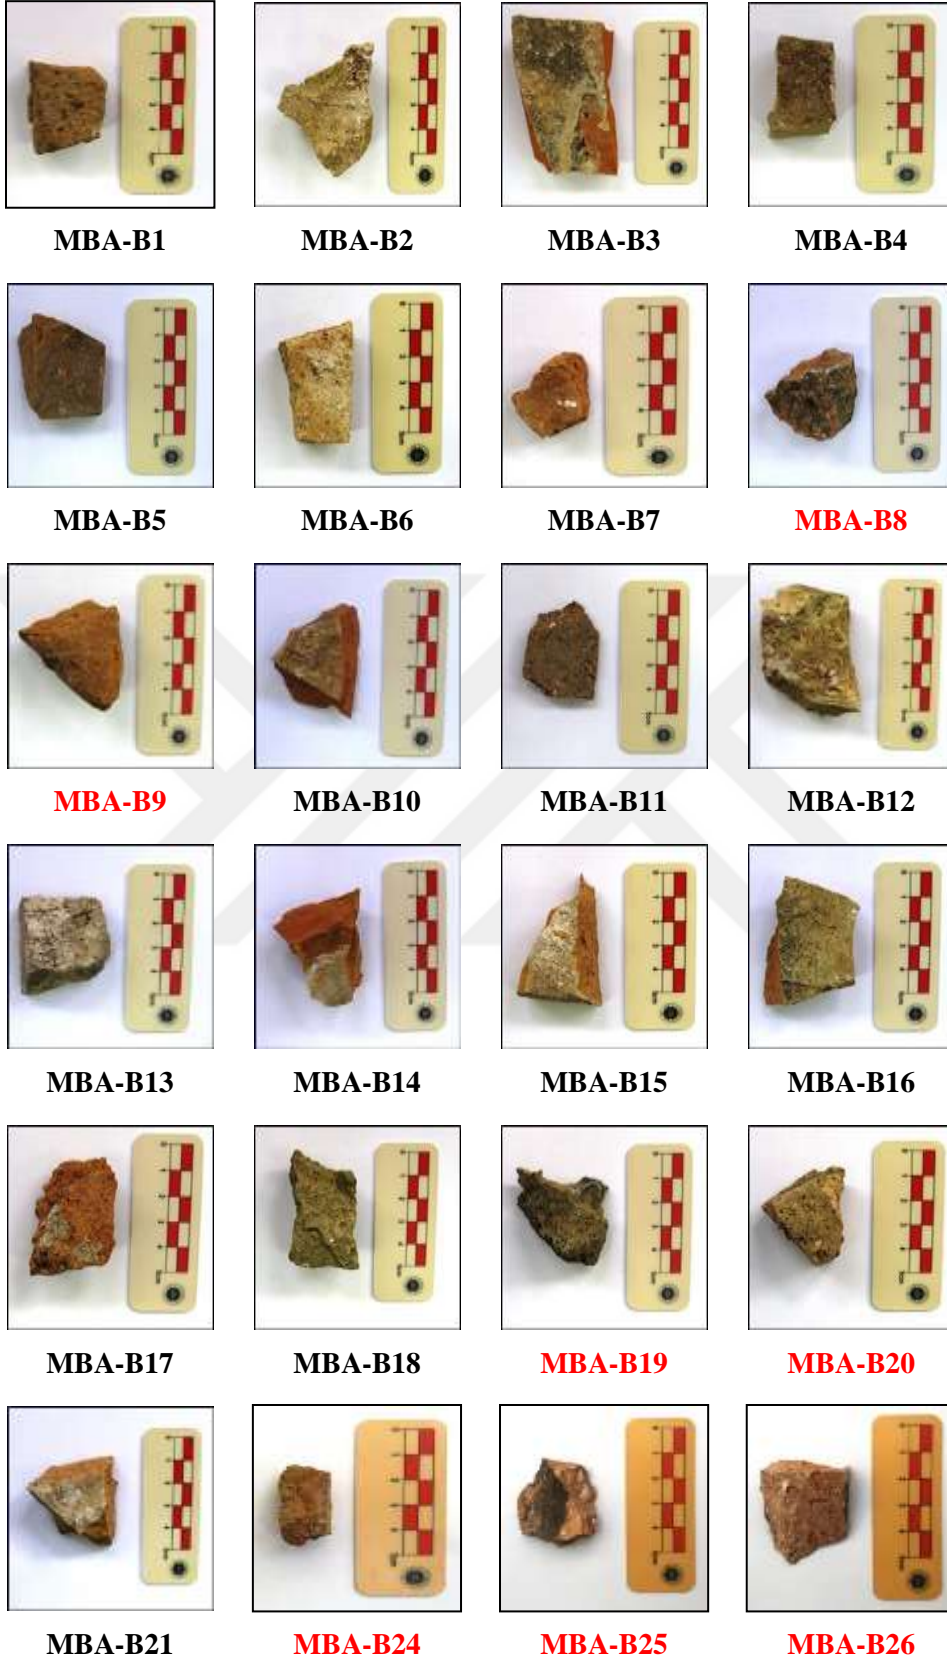 MBA-B1 MBA-B2 MBA-B3 MBA-B4
MBA-B5 MBA-B6 MBA-B7 MBA-B8
MBA-B9 MBA-B10 MBA-B11 MBA-B12
MBA-B13 MBA-B14 MBA-B15 MBA-B16
MBA-B17 MBA-B18 MBA-B19 MBA-B20
MBA-B21 MBA-B24 MBA-B25 MBA-B26